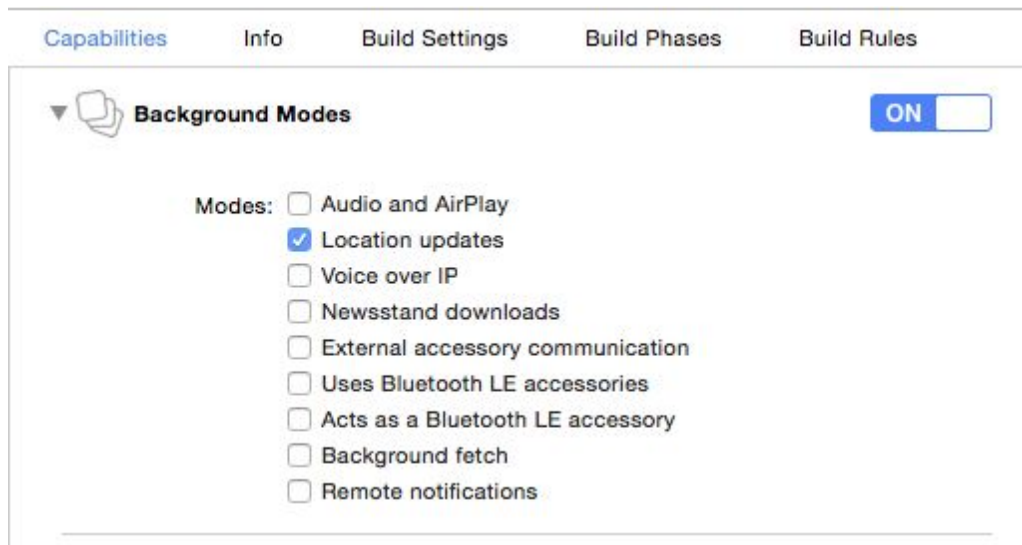 Capabilities Info Build Settings Build Phases Build Rules
Background Modes ON
Modes: Audio and AirPlay
Location updates
Voice over IP
Newsstand downloads
External accessory communication
Uses Bluetooth LE accessories
Acts as a Bluetooth LE accessory
Background fetch
Remote notifications